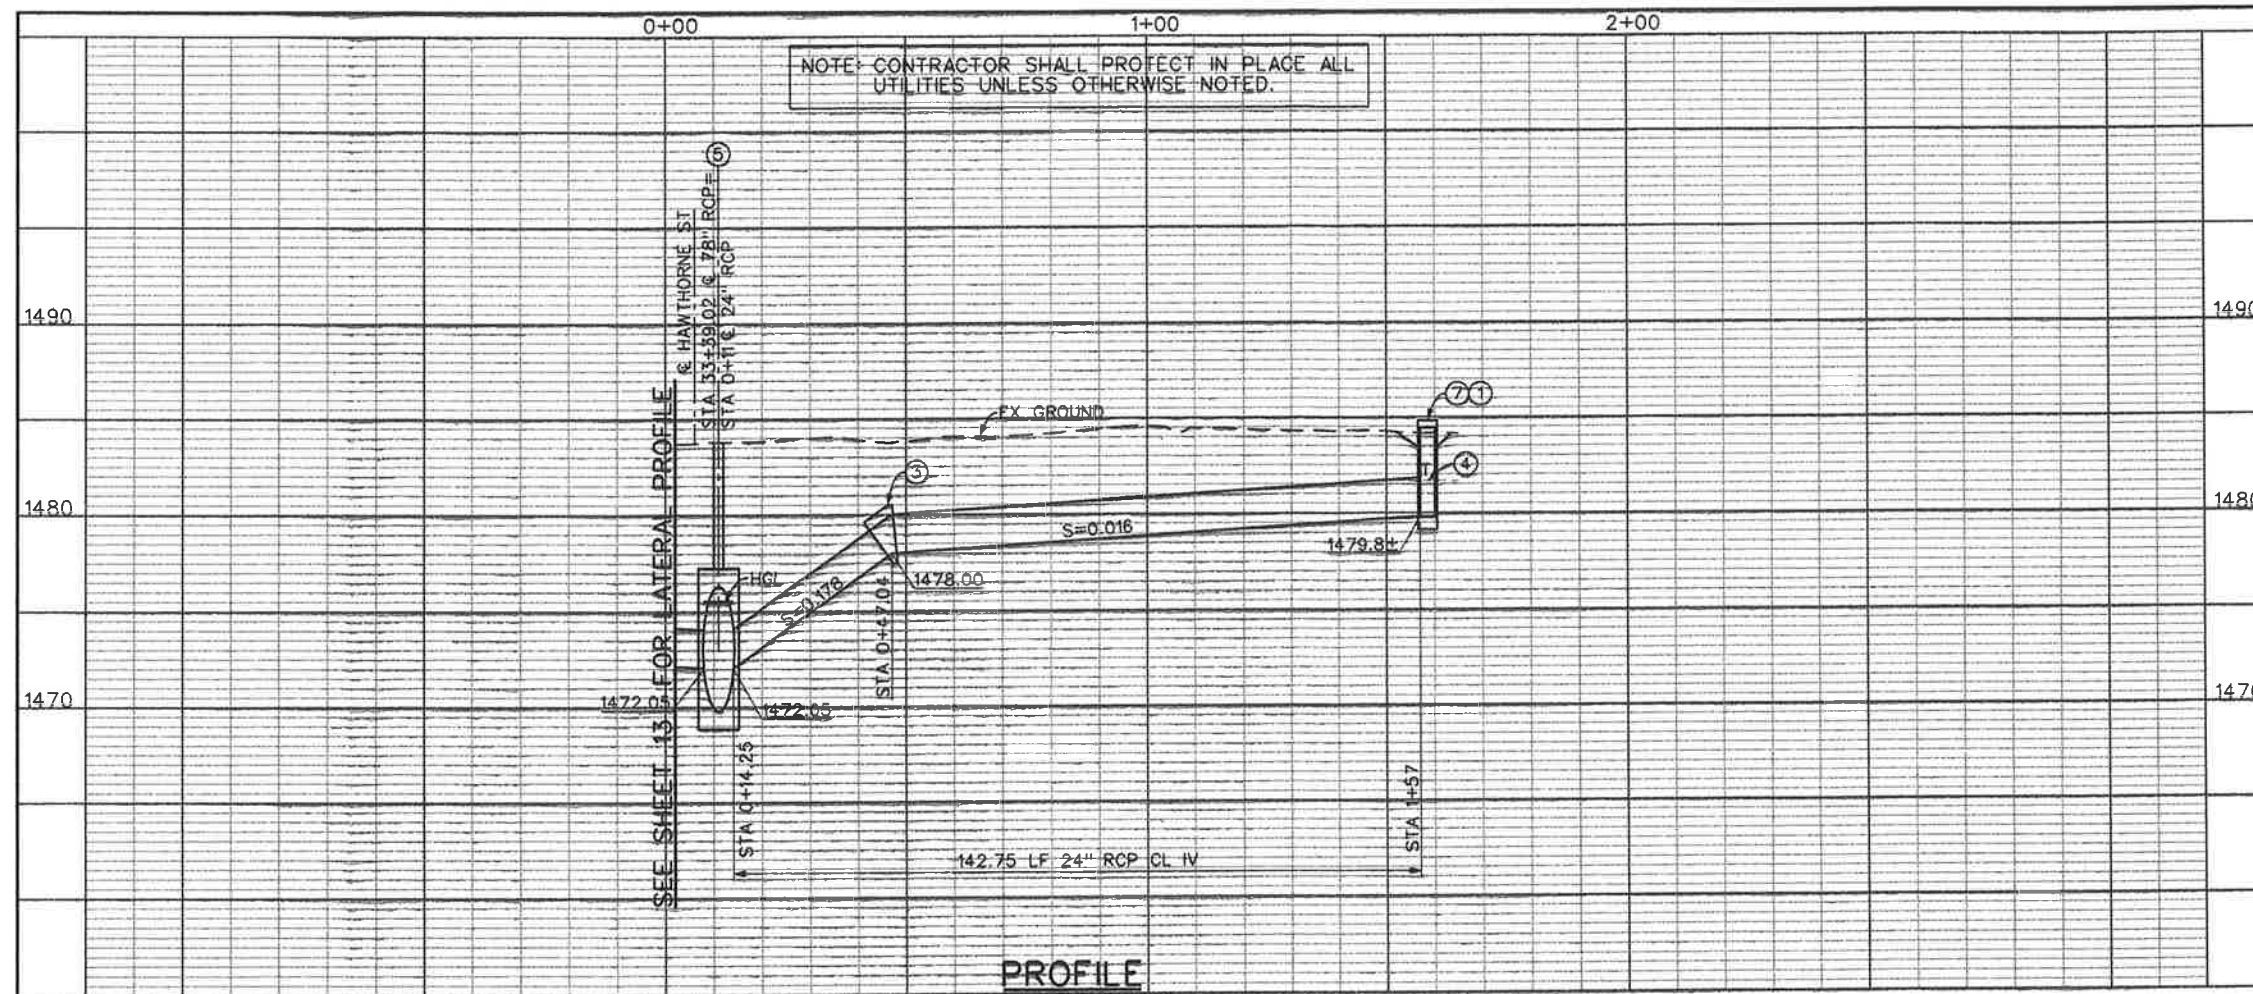 0+00 1+00 2+00
NOTE: CONTRACTOR SHALL PROTECT IN PLACE ALL
UTILITIES UNLESS OTHERWISE NOTED.
5
℄ HAWTHORNE ST
STA 33+39.02 ℄ 78" RCP=
STA 0+11 ℄ 24" RCP
1490
1490
EX GROUND
7 1
3
4
1480
1480
S=0.016
1479.8±
HGL
1478.00
S=0.178
STA 0+47.04
1470
1472.05
1472.05
1470
SEE SHEET 13 FOR LATERAL PROFILE
STA 0+14.25
STA 1+57
142.75 LF 24" RCP CL IV
PROFILE